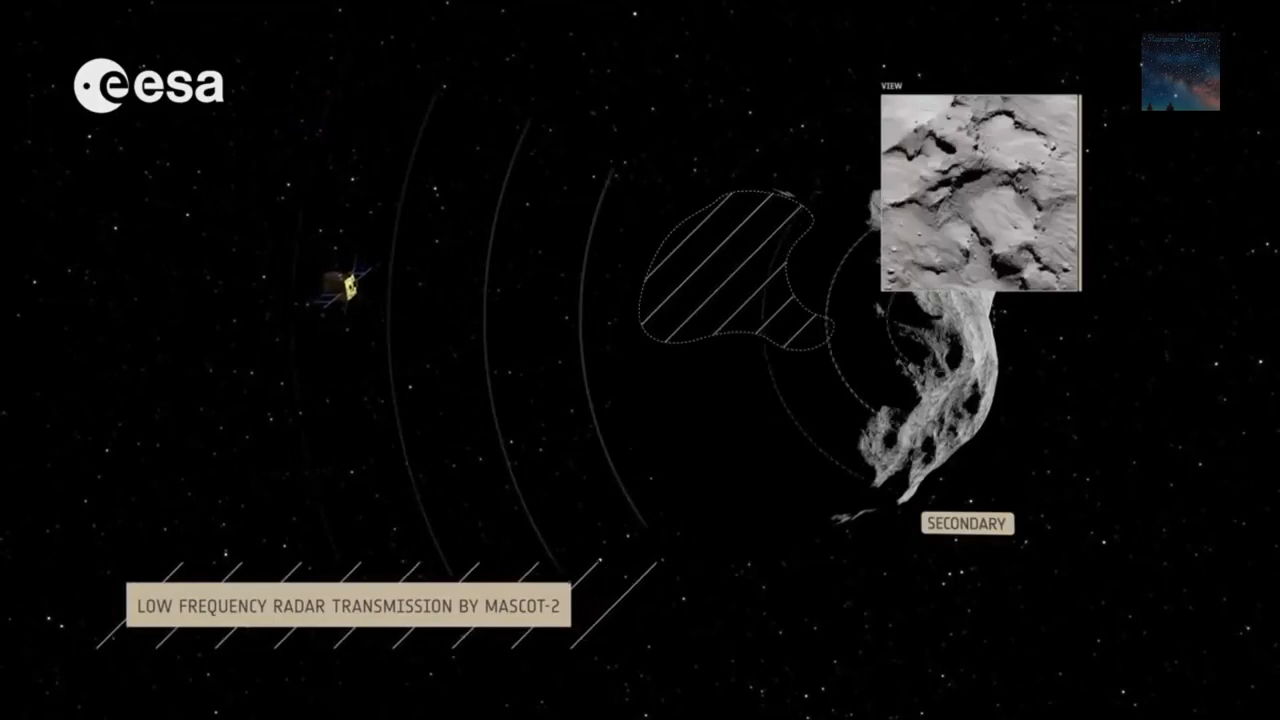 esa
VIEW
SECONDARY
LOW FREQUENCY RADAR TRANSMISSION BY MASCOT-2